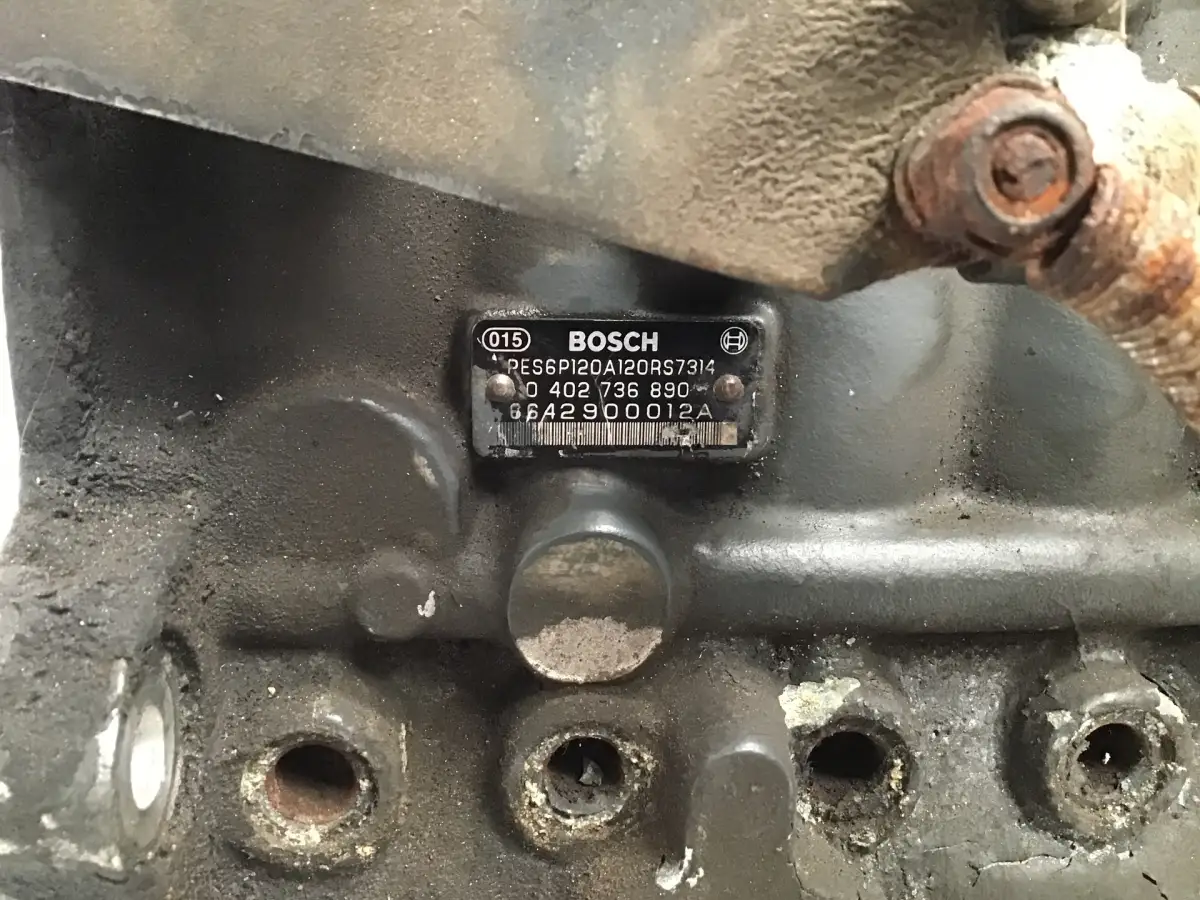 015 BOSCH
PES6P120A120RS7314
0 402 736 890
6642900012A